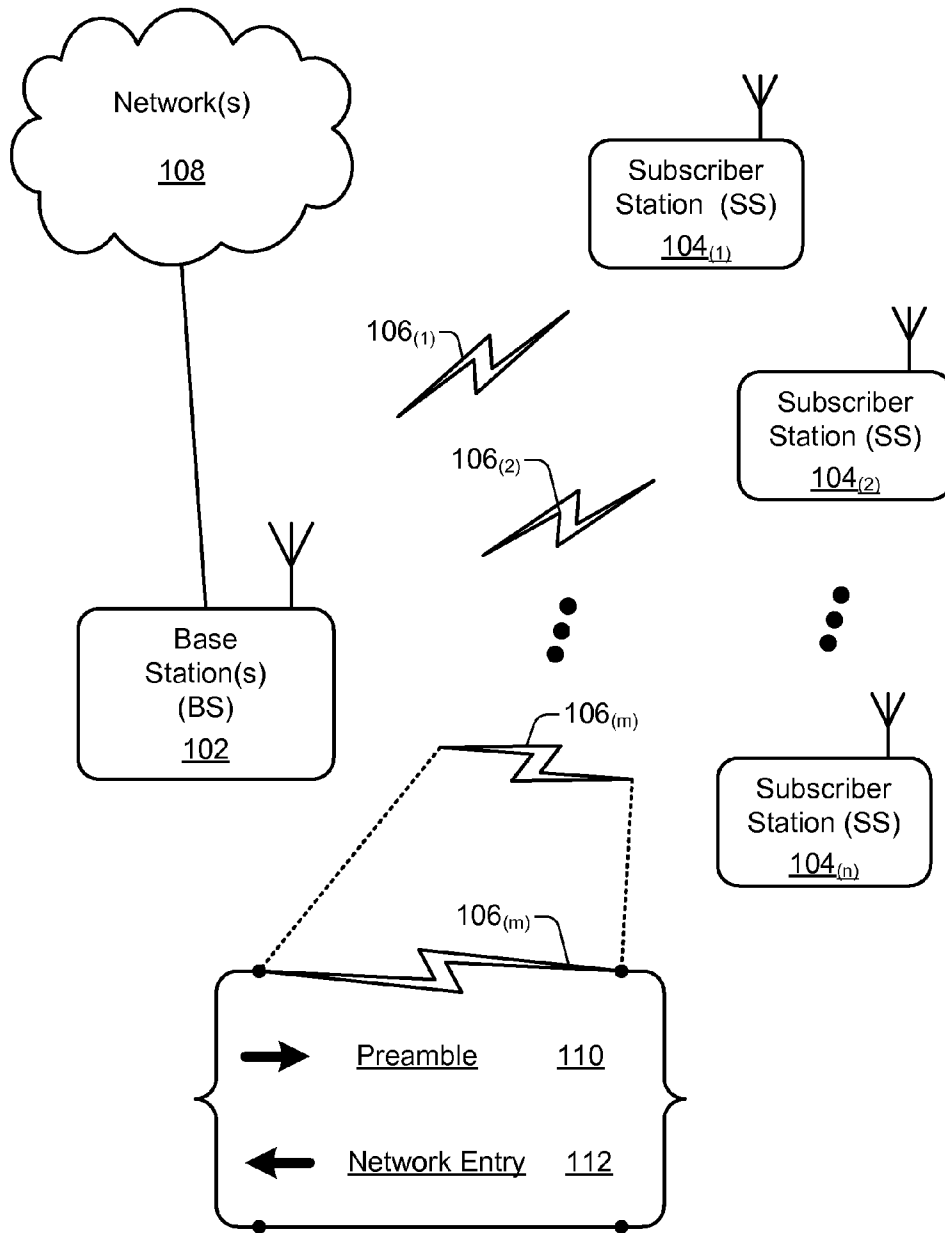 Network(s)
108
Subscriber
Station (SS)
104(1)
106(1)
Subscriber
Station (SS)
104(2)
106(2)
Base
Station(s)
(BS)
102
106(m)
Subscriber
Station (SS)
104(n)
106(m)
Preamble 110
Network Entry 112